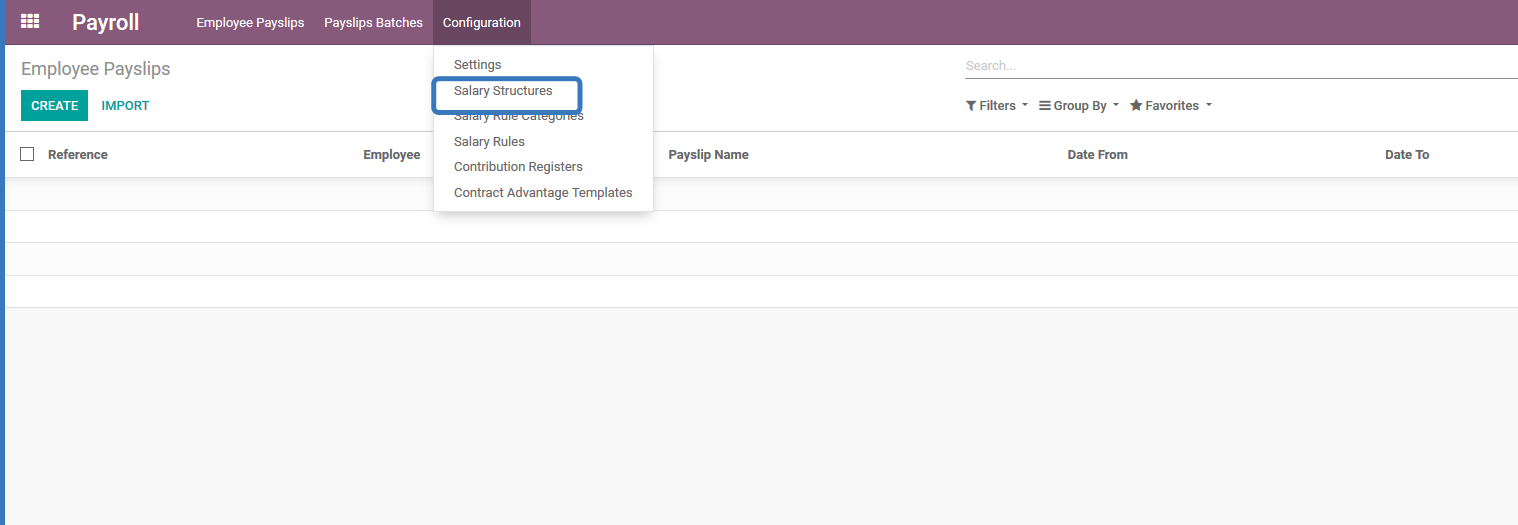 Payroll Employee Payslips Payslips Batches Configuration
Employee Payslips
Search...
CREATE IMPORT
Filters Group By Favorites
Settings
Salary Structures
Salary Rule Categories
Salary Rules
Contribution Registers
Contract Advantage Templates
Reference Employee Payslip Name Date From Date To